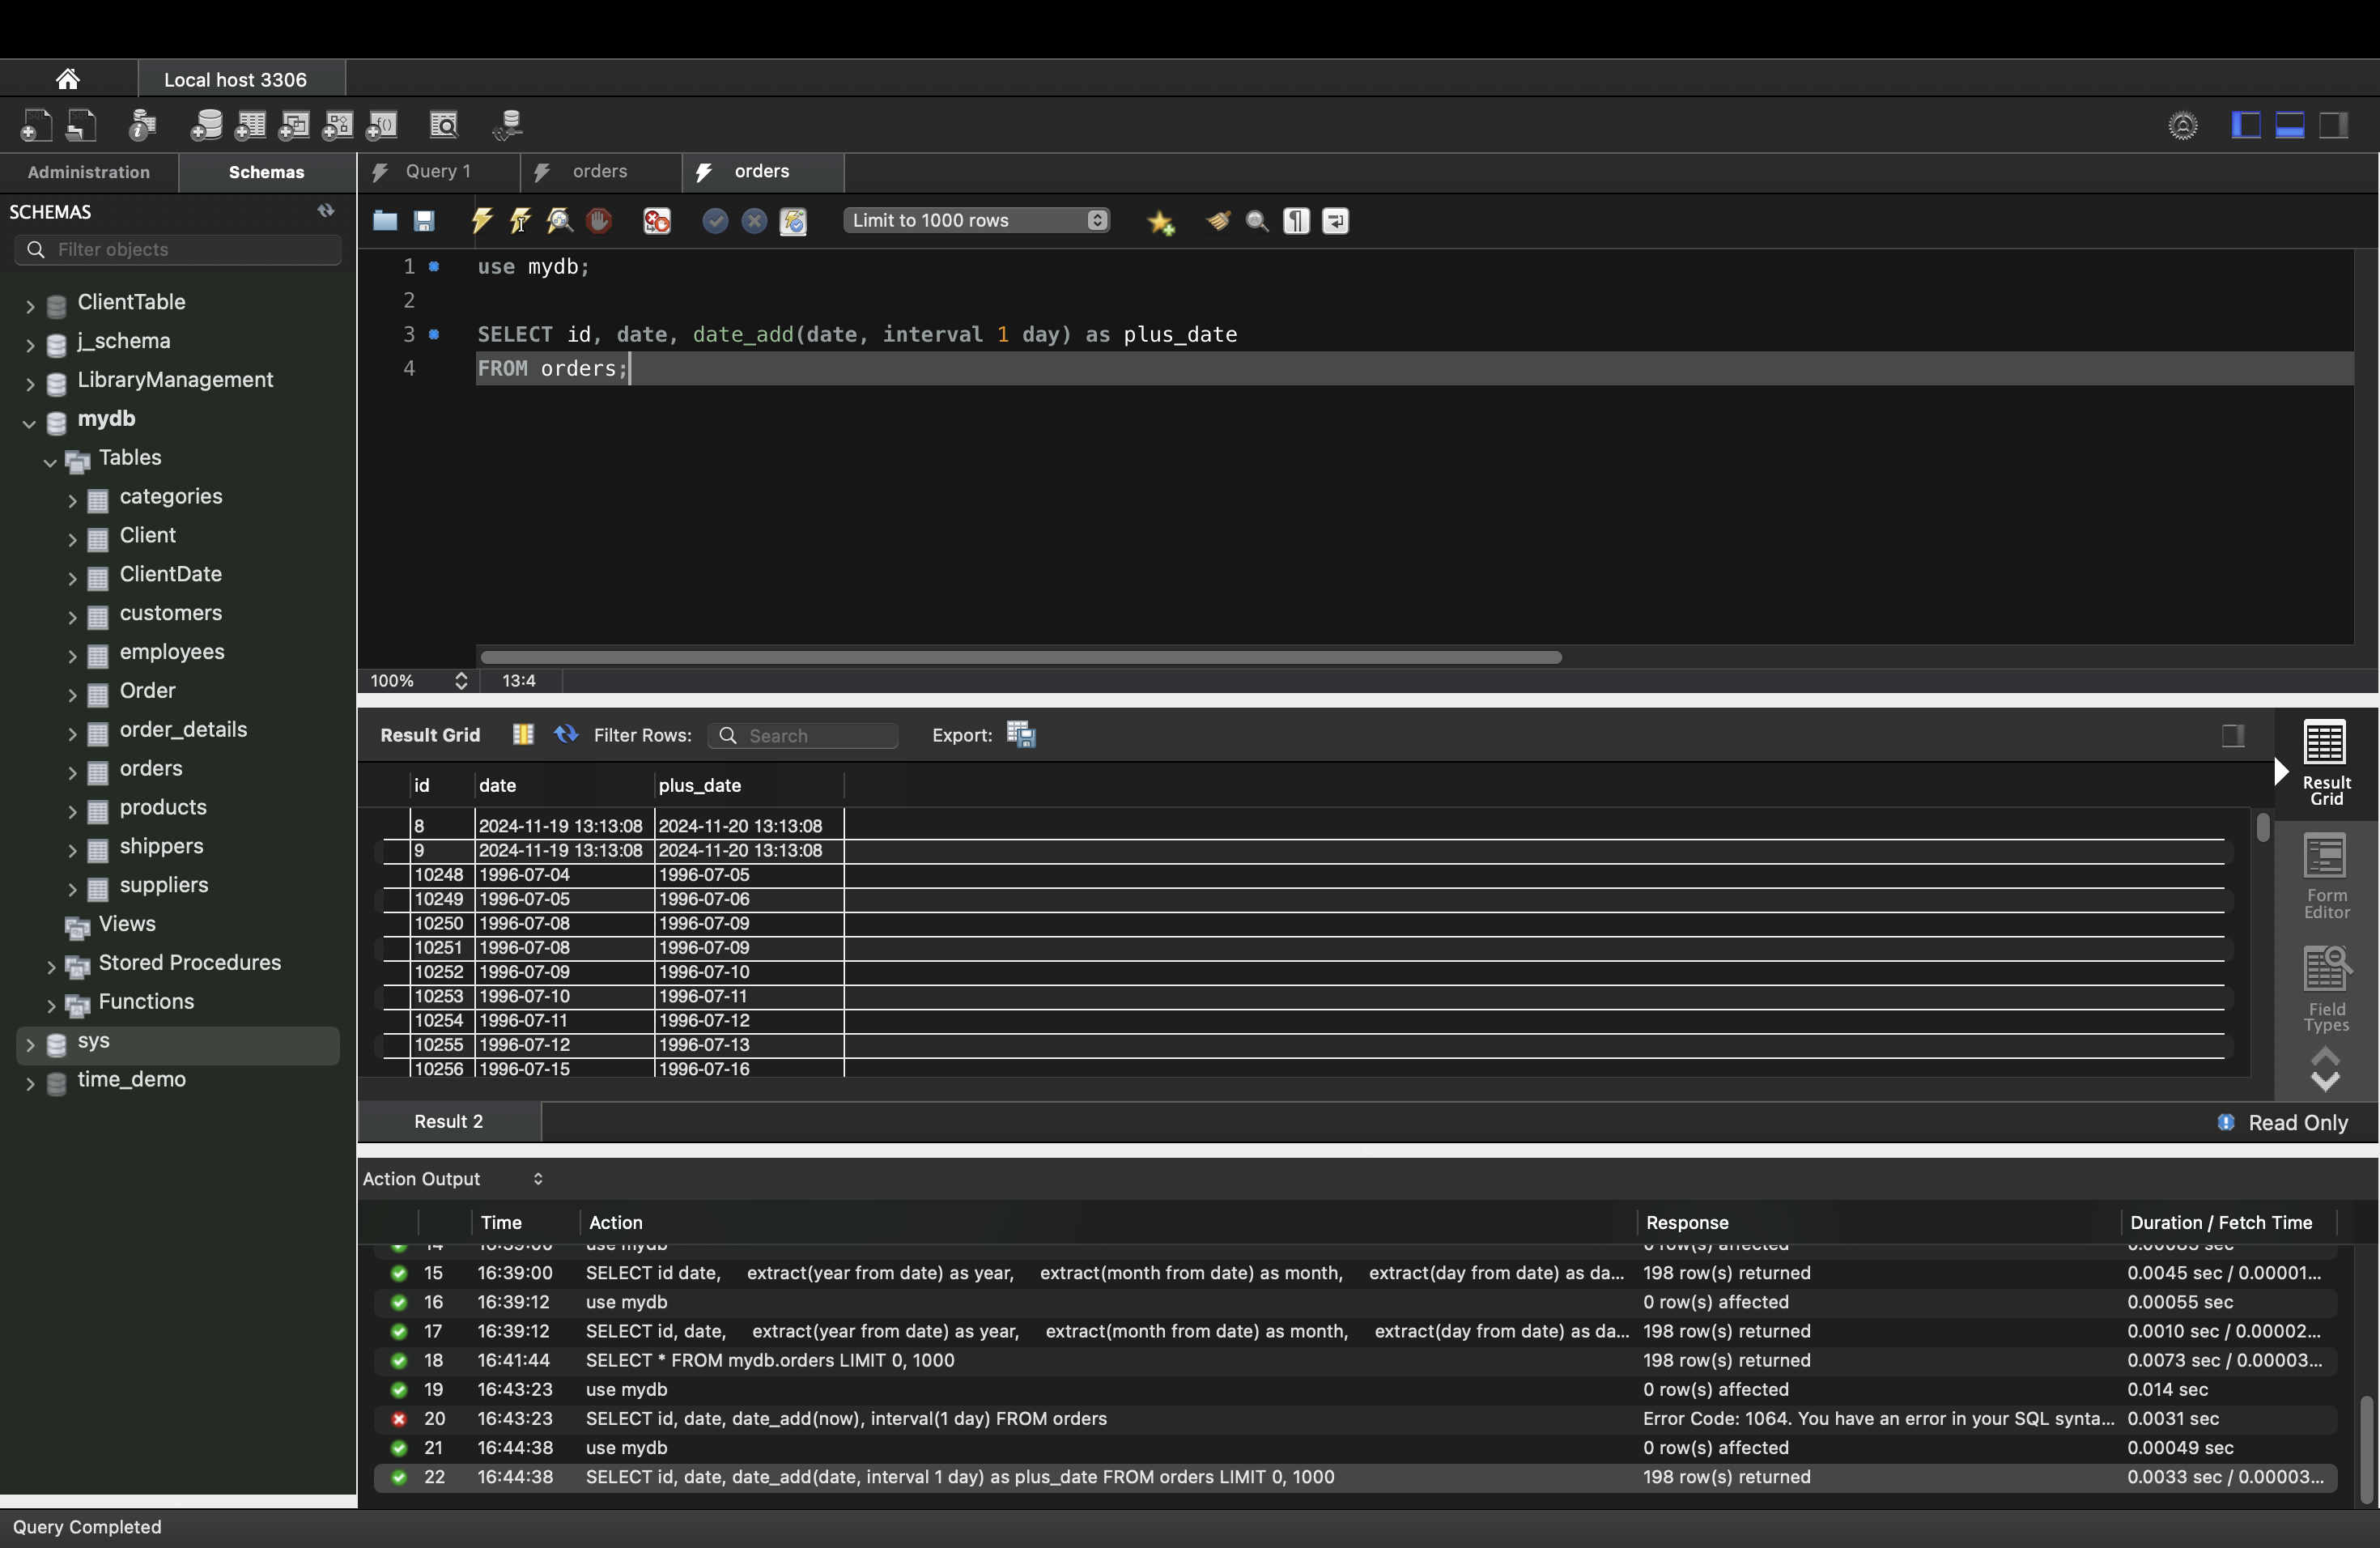 Local host 3306
Administration
Schemas
Query 1
orders
orders
SCHEMAS
Filter objects
Limit to 1000 rows
ClientTable
j_schema
LibraryManagement
mydb
Tables
categories
Client
ClientDate
customers
employees
Order
order_details
orders
products
shippers
suppliers
Views
Stored Procedures
Functions
sys
time_demo
1 use mydb;
2
3 SELECT id, date, date_add(date, interval 1 day) as plus_date
4 FROM orders;
100% 13:4
Result Grid Filter Rows: Search Export:
id date plus_date
8 2024-11-19 13:13:08 2024-11-20 13:13:08
9 2024-11-19 13:13:08 2024-11-20 13:13:08
10248 1996-07-04 1996-07-05
10249 1996-07-05 1996-07-06
10250 1996-07-08 1996-07-09
10251 1996-07-08 1996-07-09
10252 1996-07-09 1996-07-10
10253 1996-07-10 1996-07-11
10254 1996-07-11 1996-07-12
10255 1996-07-12 1996-07-13
10256 1996-07-15 1996-07-16
Result
Grid
Form
Editor
Field
Types
Result 2
Read Only
Action Output
Time Action Response Duration / Fetch Time
14 16:39:00 use mydb 0 row(s) affected 0.00083 sec
15 16:39:00 SELECT id date, extract(year from date) as year, extract(month from date) as month, extract(day from date) as da... 198 row(s) returned 0.0045 sec / 0.00001...
16 16:39:12 use mydb 0 row(s) affected 0.00055 sec
17 16:39:12 SELECT id, date, extract(year from date) as year, extract(month from date) as month, extract(day from date) as da... 198 row(s) returned 0.0010 sec / 0.00002...
18 16:41:44 SELECT * FROM mydb.orders LIMIT 0, 1000 198 row(s) returned 0.0073 sec / 0.00003...
19 16:43:23 use mydb 0 row(s) affected 0.014 sec
20 16:43:23 SELECT id, date, date_add(now), interval(1 day) FROM orders Error Code: 1064. You have an error in your SQL synta... 0.0031 sec
21 16:44:38 use mydb 0 row(s) affected 0.00049 sec
22 16:44:38 SELECT id, date, date_add(date, interval 1 day) as plus_date FROM orders LIMIT 0, 1000 198 row(s) returned 0.0033 sec / 0.00003...
Query Completed